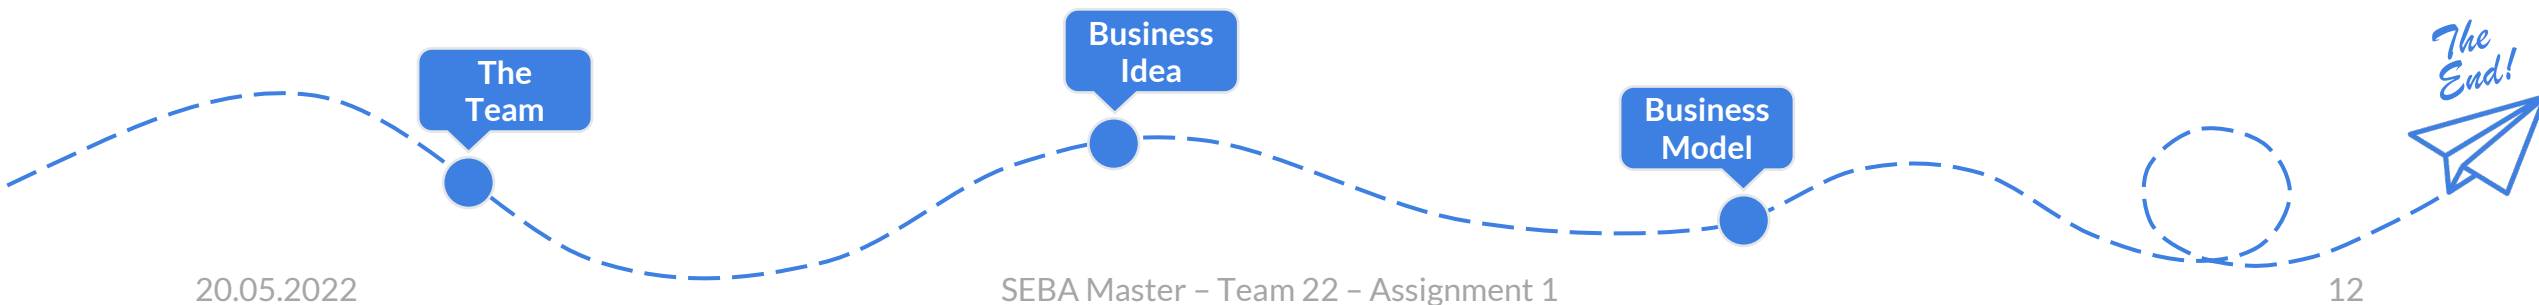 The
Team
Business
Idea
Business
Model
The
End!
20.05.2022
SEBA Master – Team 22 – Assignment 1
12